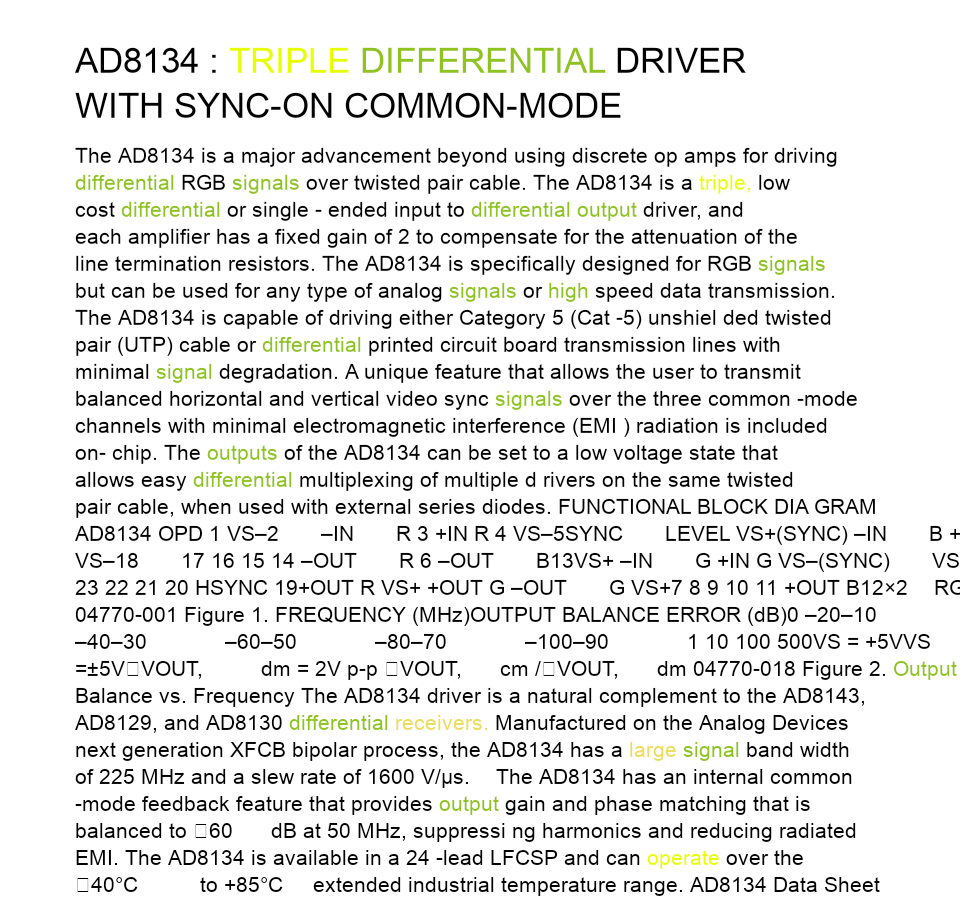 AD8134 : TRIPLE DIFFERENTIAL DRIVER
WITH SYNC-ON COMMON-MODE
The AD8134 is a major advancement beyond using discrete op amps for driving
differential RGB signals over twisted pair cable. The AD8134 is a triple, low
cost differential or single - ended input to differential output driver, and
each amplifier has a fixed gain of 2 to compensate for the attenuation of the
line termination resistors. The AD8134 is specifically designed for RGB signals
but can be used for any type of analog signals or high speed data transmission.
The AD8134 is capable of driving either Category 5 (Cat -5) unshiel ded twisted
pair (UTP) cable or differential printed circuit board transmission lines with
minimal signal degradation. A unique feature that allows the user to transmit
balanced horizontal and vertical video sync signals over the three common -mode
channels with minimal electromagnetic interference (EMI ) radiation is included
on- chip. The outputs of the AD8134 can be set to a low voltage state that
allows easy differential multiplexing of multiple d rivers on the same twisted
pair cable, when used with external series diodes. FUNCTIONAL BLOCK DIA GRAM
AD8134 OPD 1 VS–2 –IN R 3 +IN R 4 VS–5SYNC LEVEL VS+(SYNC) –IN B +
VS–18 17 16 15 14 –OUT R 6 –OUT B13VS+ –IN G +IN G VS–(SYNC) VS
23 22 21 20 HSYNC 19+OUT R VS+ +OUT G –OUT G VS+7 8 9 10 11 +OUT B12×2 RG
04770-001 Figure 1. FREQUENCY (MHz)OUTPUT BALANCE ERROR (dB)0 –20–10
–40–30 –60–50 –80–70 –100–90 1 10 100 500VS = +5VVS
=±5V□VOUT, dm = 2V p-p □VOUT, cm /□VOUT, dm 04770-018 Figure 2. Output
Balance vs. Frequency The AD8134 driver is a natural complement to the AD8143,
AD8129, and AD8130 differential receivers. Manufactured on the Analog Devices
next generation XFCB bipolar process, the AD8134 has a large signal band width
of 225 MHz and a slew rate of 1600 V/μs. The AD8134 has an internal common
-mode feedback feature that provides output gain and phase matching that is
balanced to □60 dB at 50 MHz, suppressi ng harmonics and reducing radiated
EMI. The AD8134 is available in a 24 -lead LFCSP and can operate over the
□40°C to +85°C extended industrial temperature range. AD8134 Data Sheet